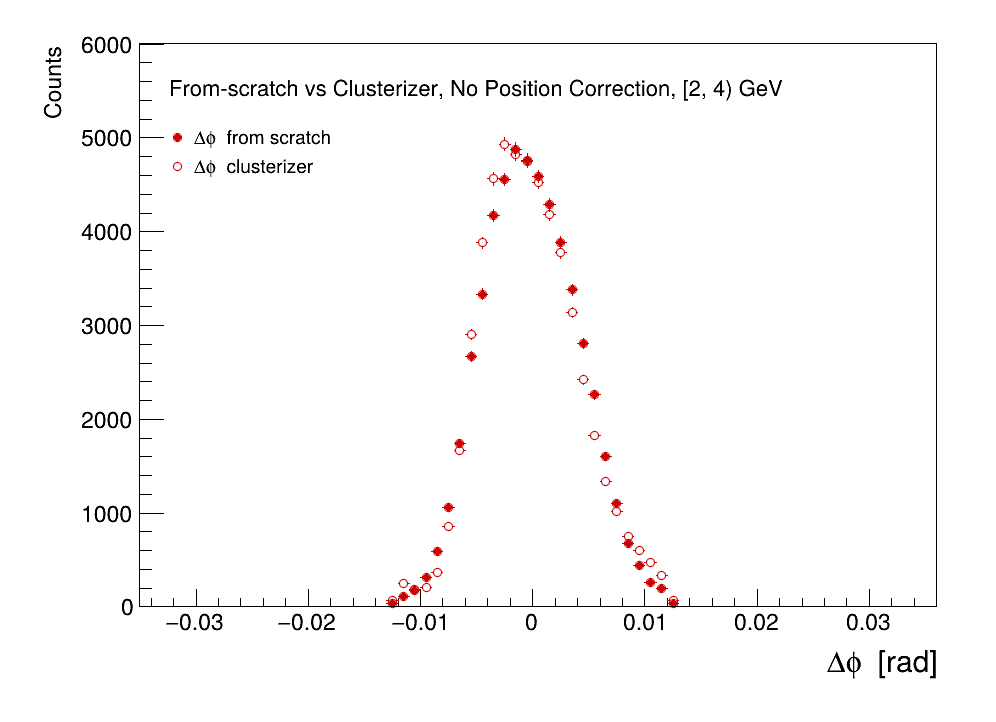 Counts
6000
From-scratch vs Clusterizer, No Position Correction, [2, 4) GeV
5000
Δϕ from scratch
Δϕ clusterizer
4000
3000
2000
1000
0
−0.03 −0.02 −0.01 0 0.01 0.02 0.03
Δϕ [rad]